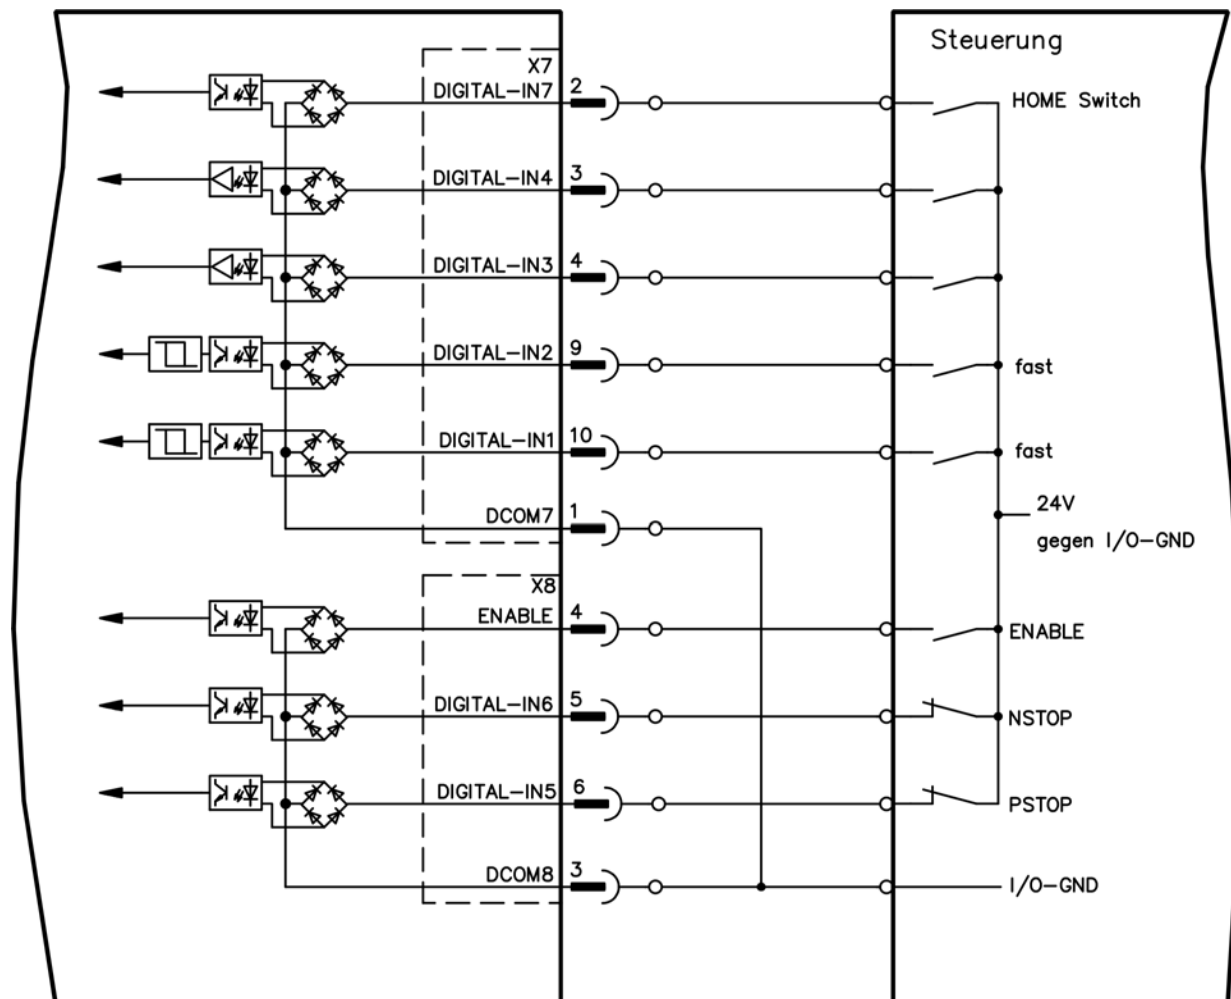 Steuerung
X7
DIGITAL-IN7 2 HOME Switch
DIGITAL-IN4 3
DIGITAL-IN3 4
DIGITAL-IN2 9 fast
DIGITAL-IN1 10 fast
DCOM7 1 24V
gegen I/O-GND
X8
ENABLE 4 ENABLE
DIGITAL-IN6 5 NSTOP
DIGITAL-IN5 6 PSTOP
DCOM8 3 I/O-GND